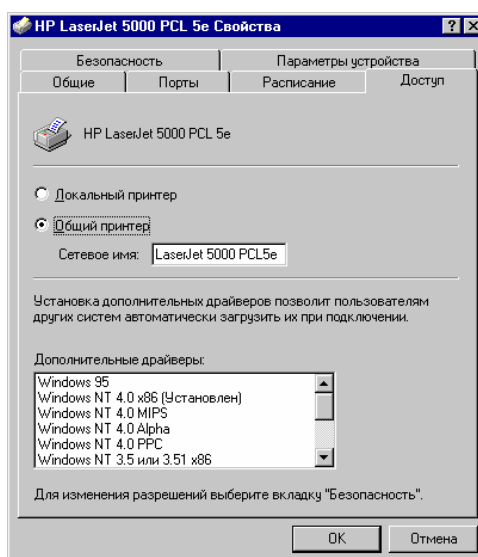 HP LaserJet 5000 PCL 5e Свойства
Безопасность Параметры устройства
Общие Порты Расписание Доступ
HP LaserJet 5000 PCL 5e
Локальный принтер
Общий принтер
Сетевое имя: LaserJet 5000 PCL5e
Установка дополнительных драйверов позволит пользователям
других систем автоматически загрузить их при подключении.
Дополнительные драйверы:
Windows 95
Windows NT 4.0 x86 (Установлен)
Windows NT 4.0 MIPS
Windows NT 4.0 Alpha
Windows NT 4.0 PPC
Windows NT 3.5 или 3.51 x86
Для изменения разрешений выберите вкладку "Безопасность".
OK Отмена